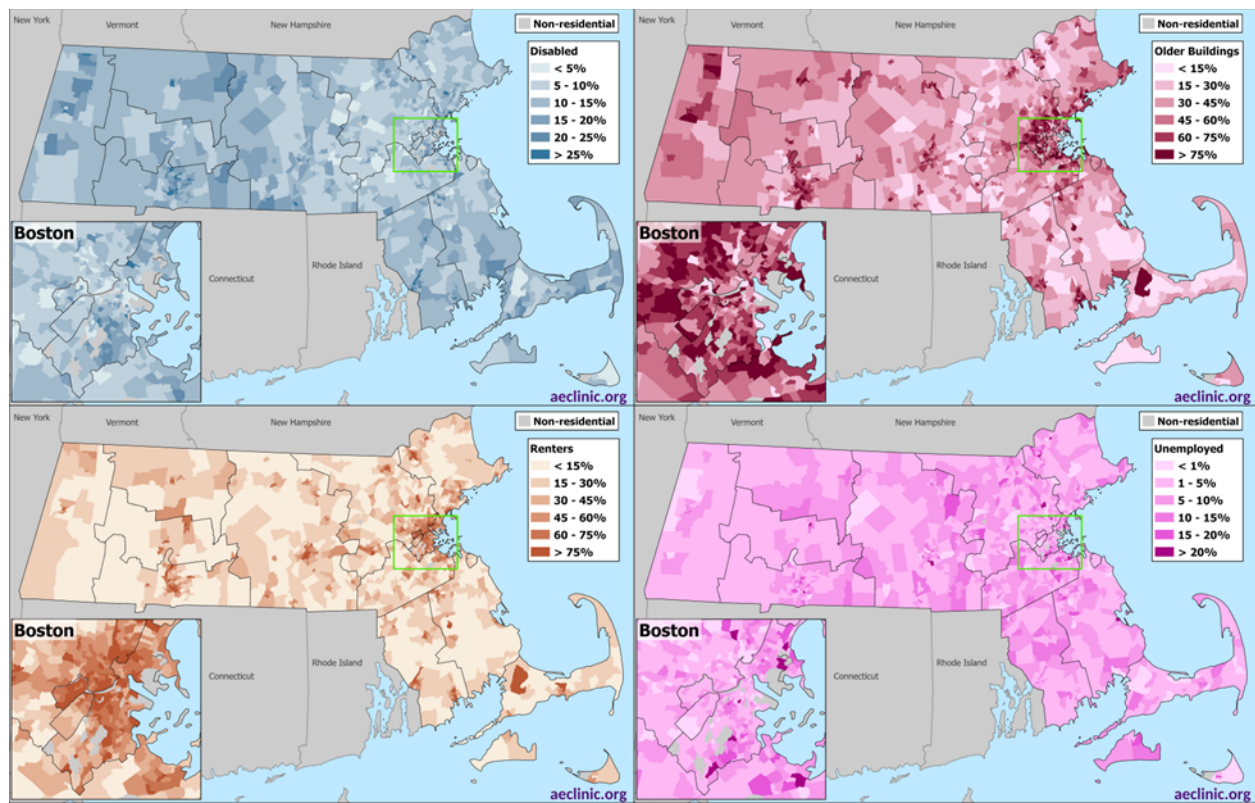 New York
Vermont
New Hampshire
Non-residential
Disabled
< 5%
5 - 10%
10 - 15%
15 - 20%
20 - 25%
> 25%
Boston
Connecticut
Rhode Island
aeclinic.org
New York
Vermont
New Hampshire
Non-residential
Older Buildings
< 15%
15 - 30%
30 - 45%
45 - 60%
60 - 75%
> 75%
Boston
Connecticut
Rhode Island
aeclinic.org
New York
Vermont
New Hampshire
Non-residential
Renters
< 15%
15 - 30%
30 - 45%
45 - 60%
60 - 75%
> 75%
Boston
Connecticut
Rhode Island
aeclinic.org
New York
Vermont
New Hampshire
Non-residential
Unemployed
< 1%
1 - 5%
5 - 10%
10 - 15%
15 - 20%
> 20%
Boston
Connecticut
Rhode Island
aeclinic.org